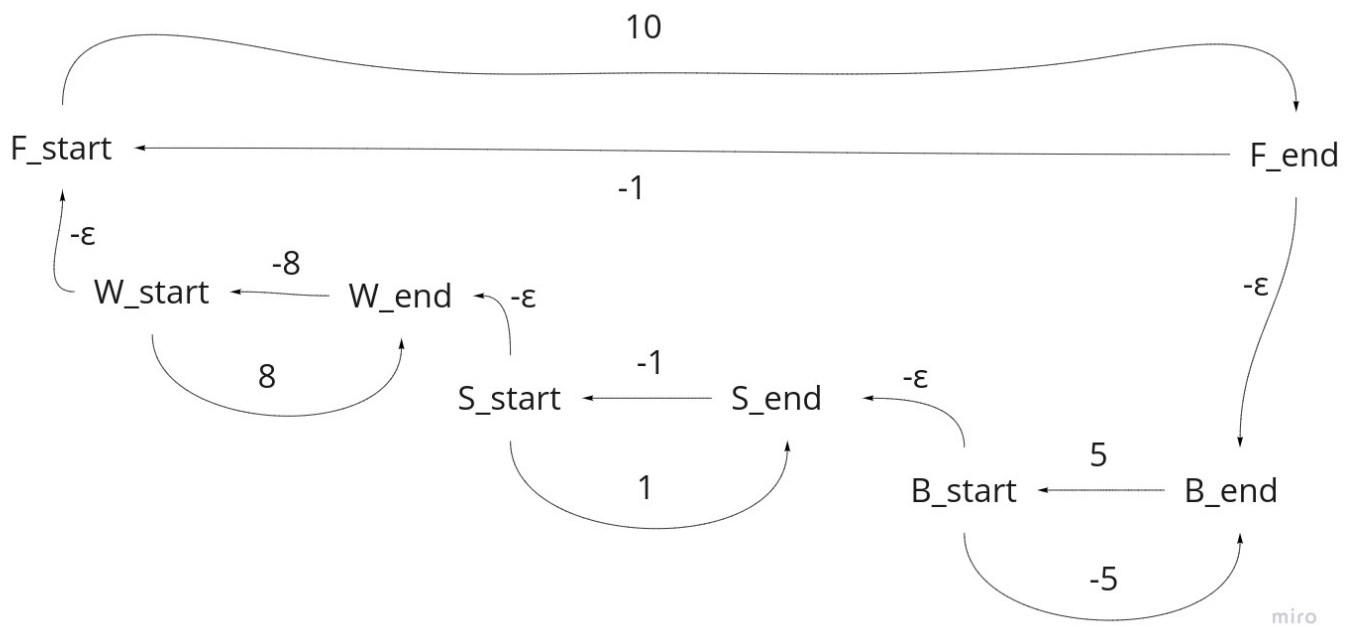 10
F_start
F_end
-1
-ε
-8
-ε
W_start
W_end
-ε
8
-1
-ε
S_start
S_end
5
1
B_start
B_end
-5
miro